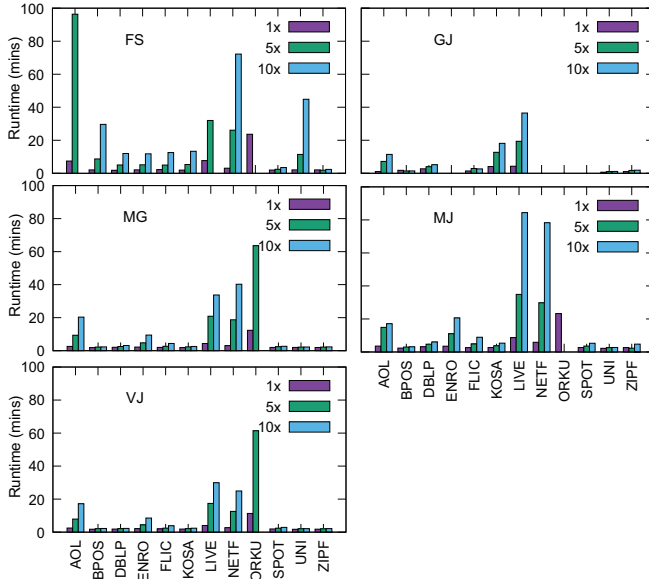 100
80
60
40
20
0
Runtime (mins)
FS
1x
5x
10x
GJ
1x
5x
10x
100
80
60
40
20
0
Runtime (mins)
MG
1x
5x
10x
MJ
1x
5x
10x
AOL
BPOS
DBLP
ENRO
FLIC
KOSA
LIVE
NETF
ORKU
SPOT
UNI
ZIPF
100
80
60
40
20
0
Runtime (mins)
VJ
1x
5x
10x
AOL
BPOS
DBLP
ENRO
FLIC
KOSA
LIVE
NETF
ORKU
SPOT
UNI
ZIPF